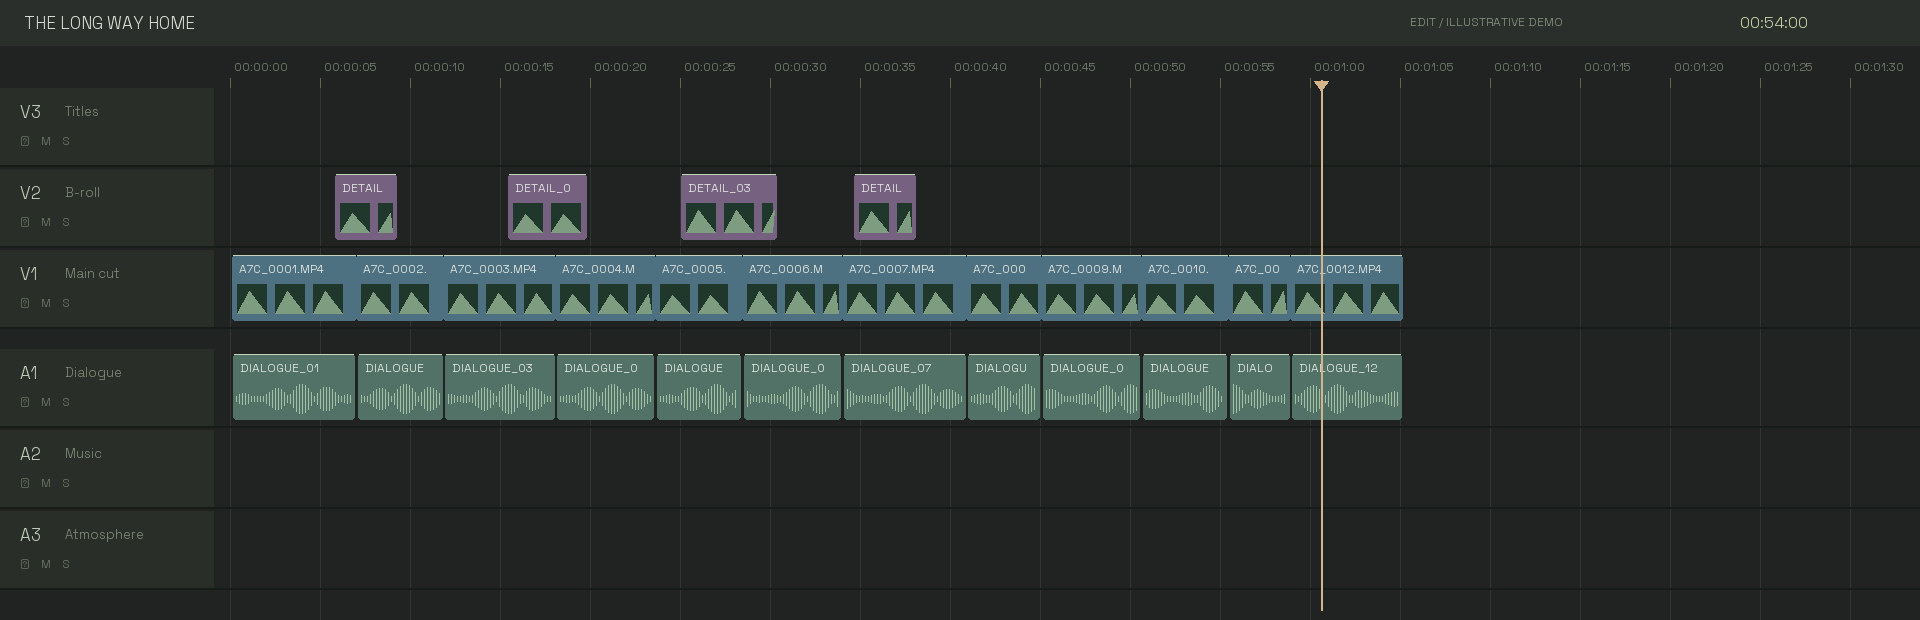 THE LONG WAY HOME
EDIT / ILLUSTRATIVE DEMO
00:54:00
00:00:00 00:00:05 00:00:10 00:00:15 00:00:20 00:00:25 00:00:30 00:00:35 00:00:40 00:00:45 00:00:50 00:00:55 00:01:00 00:01:05 00:01:10 00:01:15 00:01:20 00:01:25 00:01:30
V3 Titles
M S
V2 B-roll
M S
DETAIL DETAIL_0 DETAIL_03 DETAIL
V1 Main cut
M S
A7C_0001.MP4 A7C_0002. A7C_0003.MP4 A7C_0004.M A7C_0005. A7C_0006.M A7C_0007.MP4 A7C_000 A7C_0009.M A7C_0010. A7C_00 A7C_0012.MP4
A1 Dialogue
M S
DIALOGUE_01 DIALOGUE DIALOGUE_03 DIALOGUE_0 DIALOGUE DIALOGUE_0 DIALOGUE_07 DIALOGU DIALOGUE_0 DIALOGUE DIALO DIALOGUE_12
A2 Music
M S
A3 Atmosphere
M S